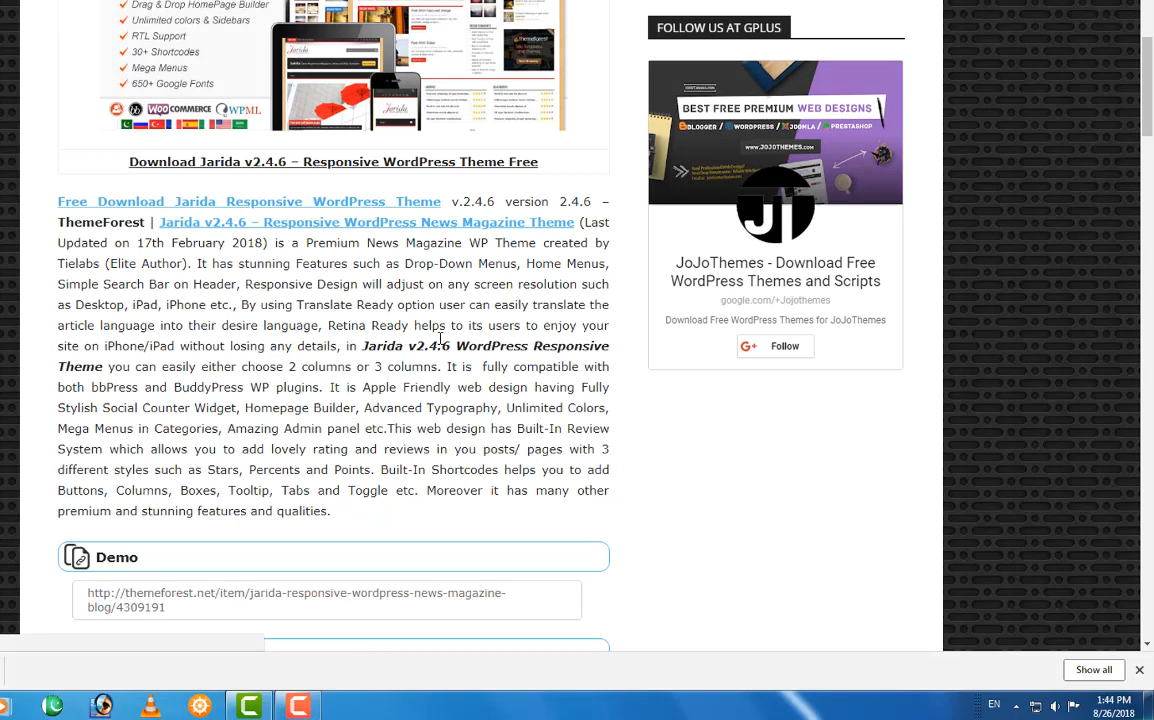 Drag & Drop HomePage Builder
Unlimited colors & Sidebars
RTL Support
30+ Shortcodes
Mega Menus
650+ Google Fonts
WOOCOMMERCE
WPML
Jarida
themeforest
Download Jarida v2.4.6 – Responsive WordPress Theme Free
Free Download Jarida Responsive WordPress Theme v.2.4.6 version 2.4.6 –
ThemeForest | Jarida v2.4.6 – Responsive WordPress News Magazine Theme (Last
Updated on 17th February 2018) is a Premium News Magazine WP Theme created by
Tielabs (Elite Author). It has stunning Features such as Drop-Down Menus, Home Menus,
Simple Search Bar on Header, Responsive Design will adjust on any screen resolution such
as Desktop, iPad, iPhone etc., By using Translate Ready option user can easily translate the
article language into their desire language, Retina Ready helps to its users to enjoy your
site on iPhone/iPad without losing any details, in Jarida v2.4.6 WordPress Responsive
Theme you can easily either choose 2 columns or 3 columns. It is fully compatible with
both bbPress and BuddyPress WP plugins. It is Apple Friendly web design having Fully
Stylish Social Counter Widget, Homepage Builder, Advanced Typography, Unlimited Colors,
Mega Menus in Categories, Amazing Admin panel etc.This web design has Built-In Review
System which allows you to add lovely rating and reviews in you posts/ pages with 3
different styles such as Stars, Percents and Points. Built-In Shortcodes helps you to add
Buttons, Columns, Boxes, Tooltip, Tabs and Toggle etc. Moreover it has many other
premium and stunning features and qualities.
Demo
http://themeforest.net/item/jarida-responsive-wordpress-news-magazine-
blog/4309191
FOLLOW US AT GPLUS
BEST FREE PREMIUM WEB DESIGNS
BLOGGER / WORDPRESS / JOOMLA / PRESTASHOP
www.JOJOTHEMES.com
JoJoThemes - Download Free
WordPress Themes and Scripts
google.com/+Jojothemes
Download Free WordPress Themes for JoJoThemes
G+ Follow
Show all
EN
1:44 PM
8/26/2018